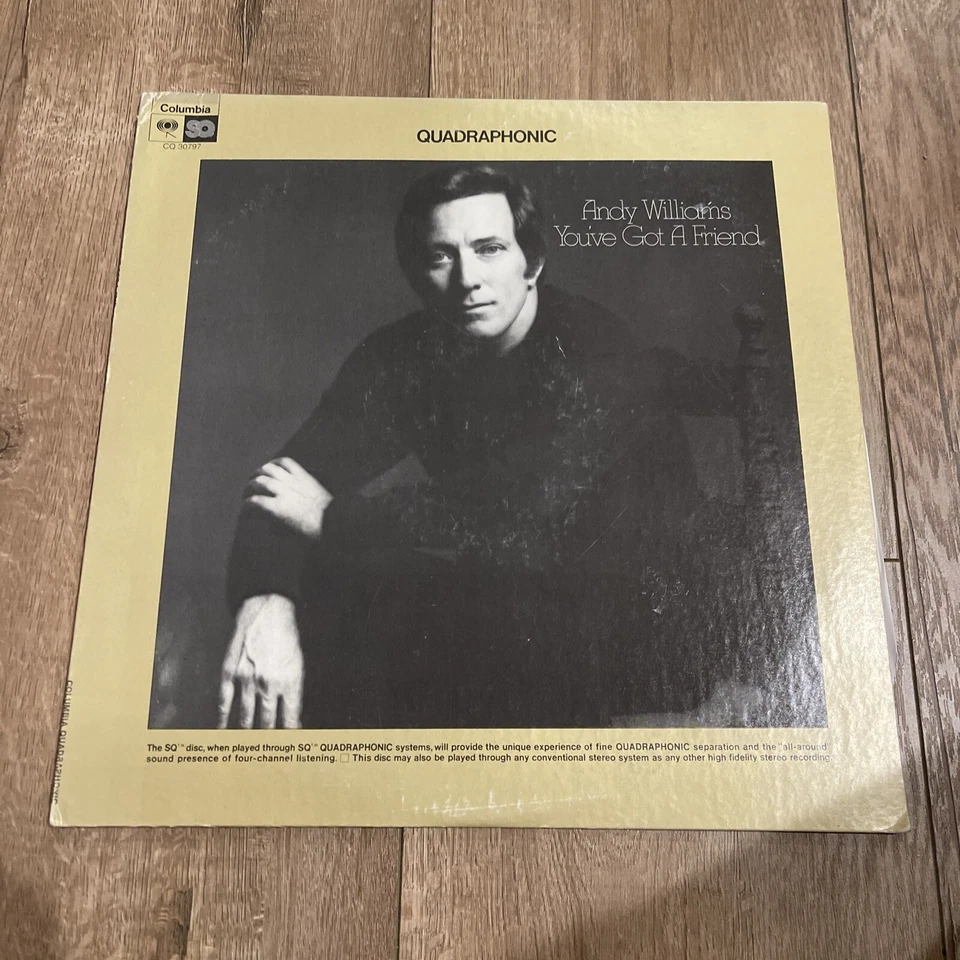 Columbia
SQ
CQ 30797
QUADRAPHONIC
Andy Williams
You've Got A Friend
The SQ™ disc, when played through SQ™ QUADRAPHONIC systems, will provide the unique experience of fine QUADRAPHONIC separation and the "all-around"
sound presence of four-channel listening. □ This disc may also be played through any conventional stereo system as any other high fidelity stereo recording.
COLUMBIA QUADRAPHONIC